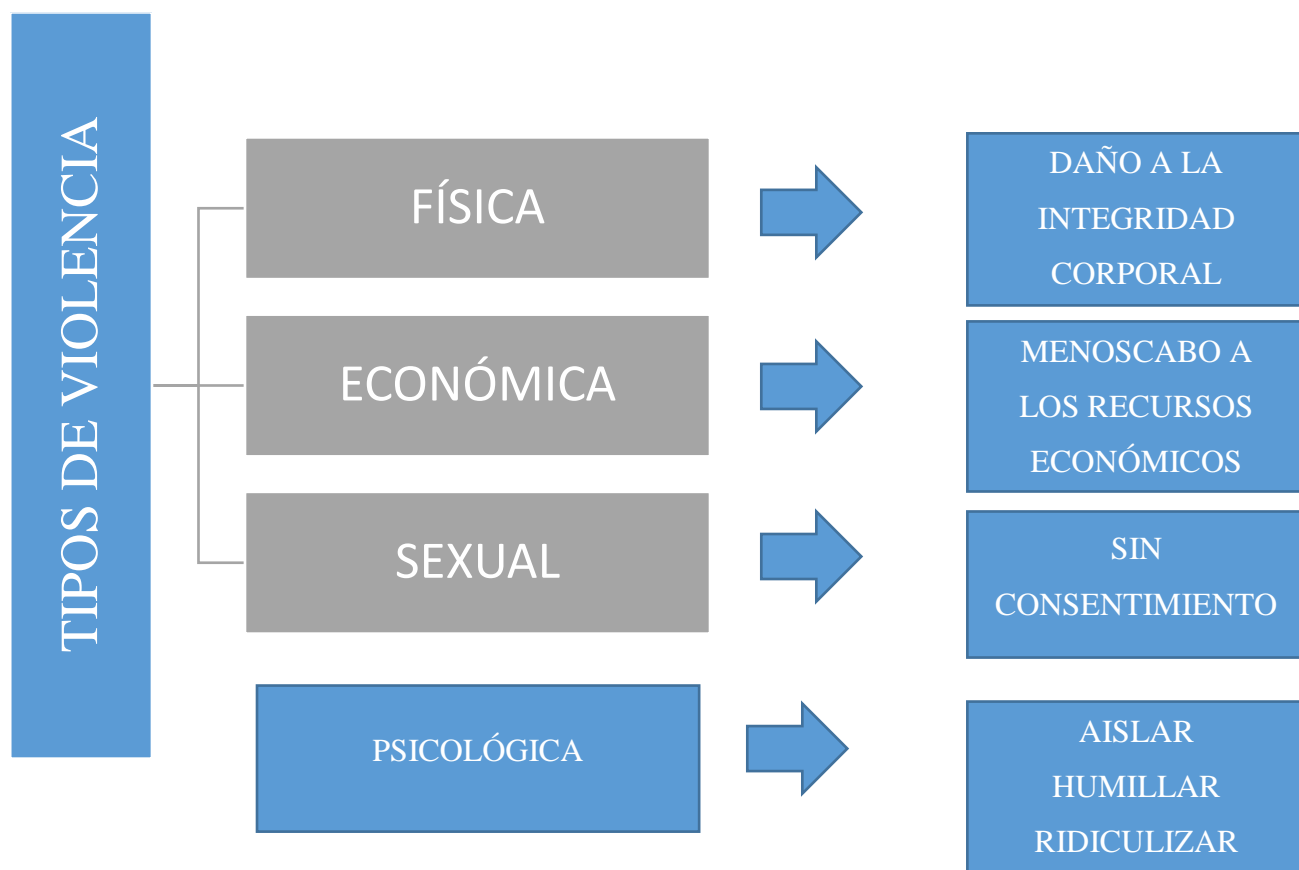 TIPOS DE VIOLENCIA
FÍSICA
DAÑO A LA
INTEGRIDAD
CORPORAL
ECONÓMICA
MENOSCABO A
LOS RECURSOS
ECONÓMICOS
SEXUAL
SIN
CONSENTIMIENTO
PSICOLÓGICA
AISLAR
HUMILLAR
RIDICULIZAR